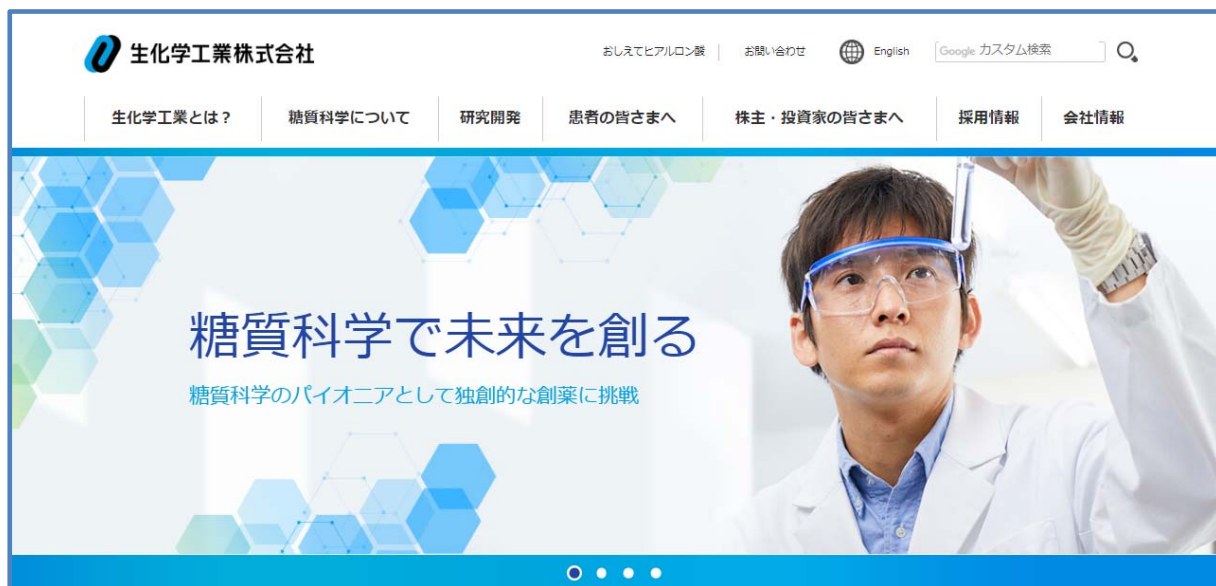 生化学工業株式会社
おしえてヒアルロン酸
お問い合わせ
English
Google カスタム検索
生化学工業とは？
糖質科学について
研究開発
患者の皆さまへ
株主・投資家の皆さまへ
採用情報
会社情報
糖質科学で未来を創る
糖質科学のパイオニアとして独創的な創薬に挑戦